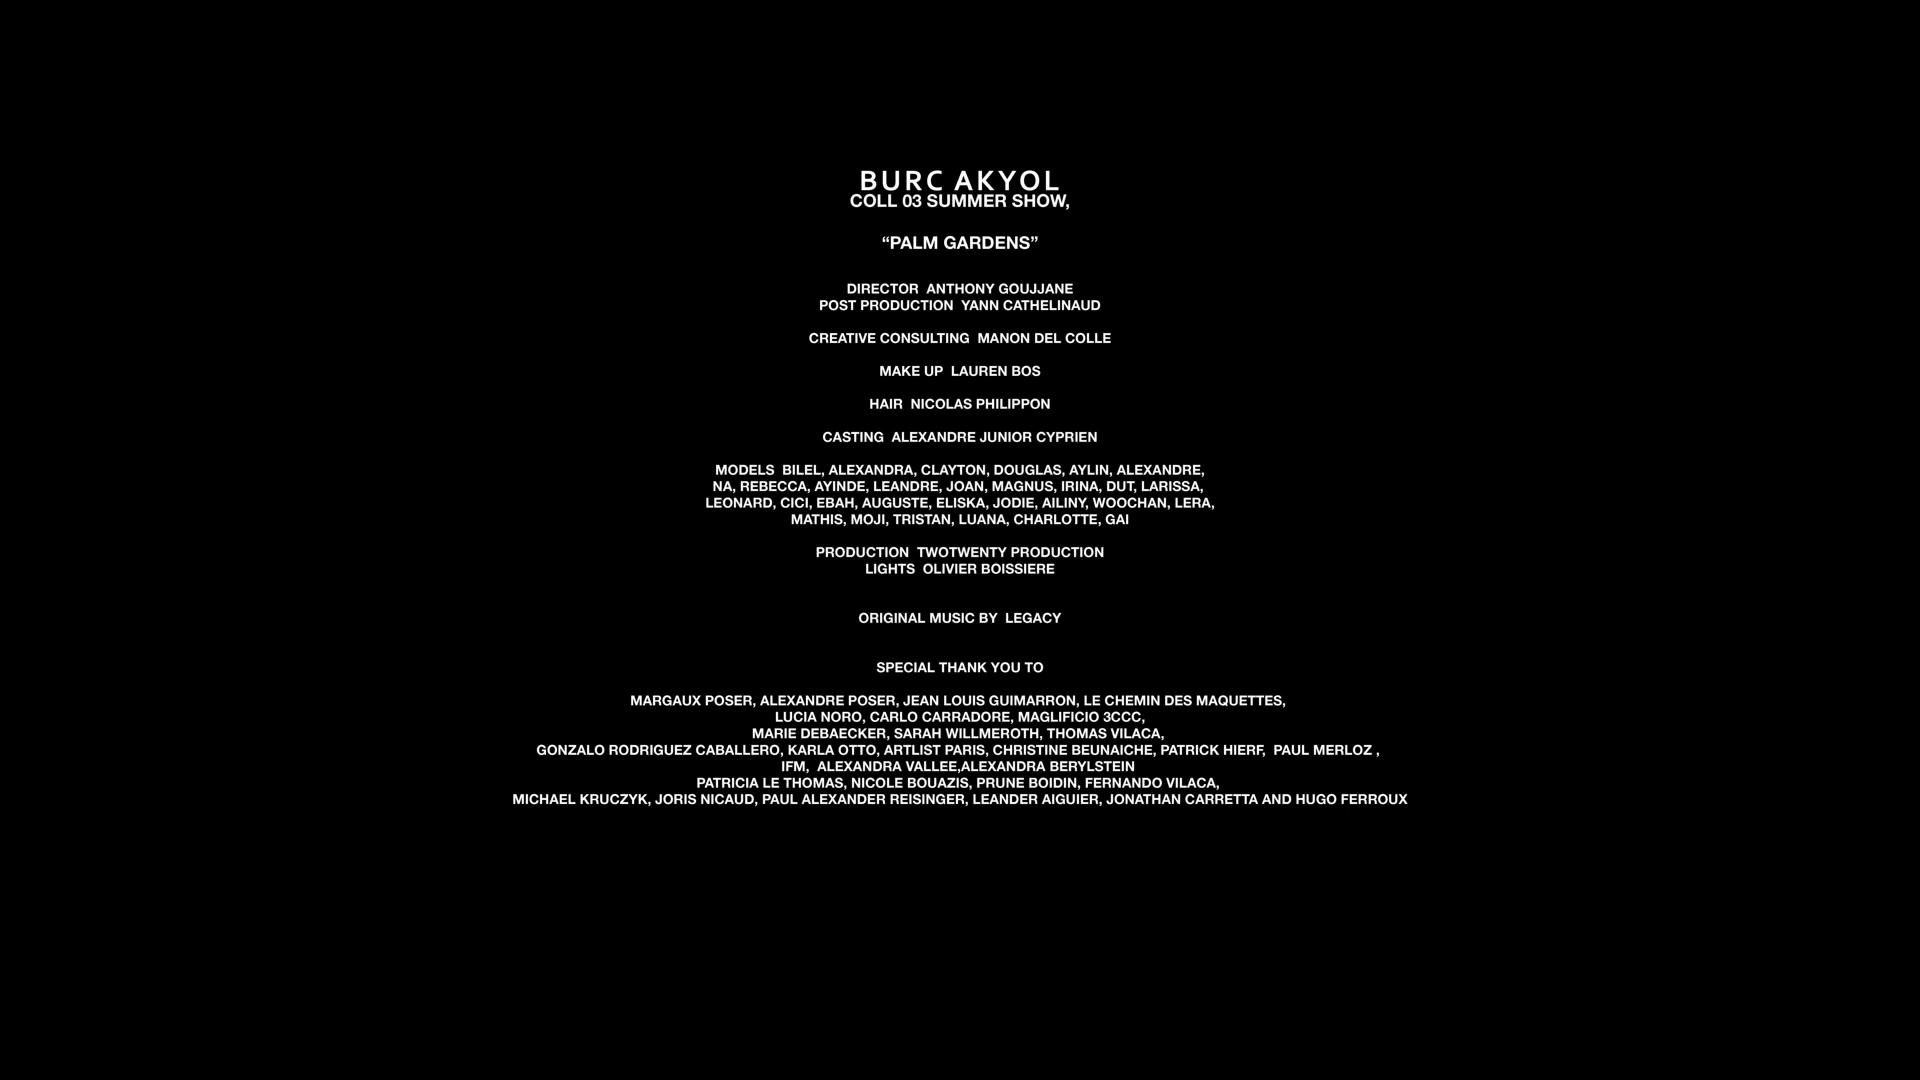 BURC AKYOL
COLL 03 SUMMER SHOW,
“PALM GARDENS”
DIRECTOR  ANTHONY GOUJJANE
POST PRODUCTION  YANN CATHELINAUD
CREATIVE CONSULTING  MANON DEL COLLE
MAKE UP  LAUREN BOS
HAIR  NICOLAS PHILIPPON
CASTING  ALEXANDRE JUNIOR CYPRIEN
MODELS  BILEL, ALEXANDRA, CLAYTON, DOUGLAS, AYLIN, ALEXANDRE,
NA, REBECCA, AYINDE, LEANDRE, JOAN, MAGNUS, IRINA, DUT, LARISSA,
LEONARD, CICI, EBAH, AUGUSTE, ELISKA, JODIE, AILINY, WOOCHAN, LERA,
MATHIS, MOJI, TRISTAN, LUANA, CHARLOTTE, GAI
PRODUCTION  TWOTWENTY PRODUCTION
LIGHTS  OLIVIER BOISSIERE
ORIGINAL MUSIC BY  LEGACY
SPECIAL THANK YOU TO
MARGAUX POSER, ALEXANDRE POSER, JEAN LOUIS GUIMARRON, LE CHEMIN DES MAQUETTES,
LUCIA NORO, CARLO CARRADORE, MAGLIFICIO 3CCC,
MARIE DEBAECKER, SARAH WILLMEROTH, THOMAS VILACA,
GONZALO RODRIGUEZ CABALLERO, KARLA OTTO, ARTLIST PARIS, CHRISTINE BEUNAICHE, PATRICK HIERF,  PAUL MERLOZ ,
IFM,  ALEXANDRA VALLEE,ALEXANDRA BERYLSTEIN
PATRICIA LE THOMAS, NICOLE BOUAZIS, PRUNE BOIDIN, FERNANDO VILACA,
MICHAEL KRUCZYK, JORIS NICAUD, PAUL ALEXANDER REISINGER, LEANDER AIGUIER, JONATHAN CARRETTA AND HUGO FERROUX